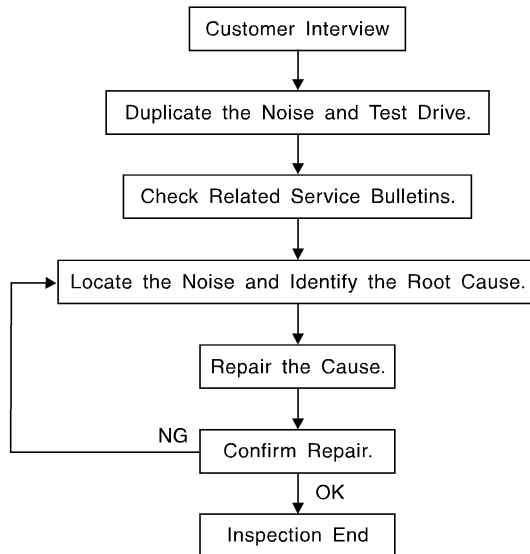 Customer Interview
Duplicate the Noise and Test Drive.
Check Related Service Bulletins.
Locate the Noise and Identify the Root Cause.
Repair the Cause.
NG
Confirm Repair.
OK
Inspection End